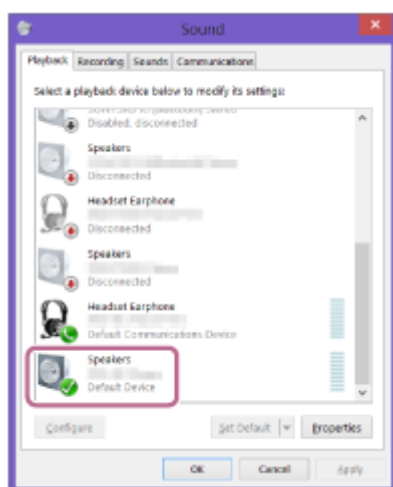 Sound
Playback Recording Sounds Communications
Select a playback device below to modify its settings:
Disabled, disconnected
Speakers
Disconnected
Headset Earphone
Disconnected
Speakers
Disconnected
Headset Earphone
Default Communications Device
Speakers
Default Device
Configure Set Default Properties
OK Cancel Apply